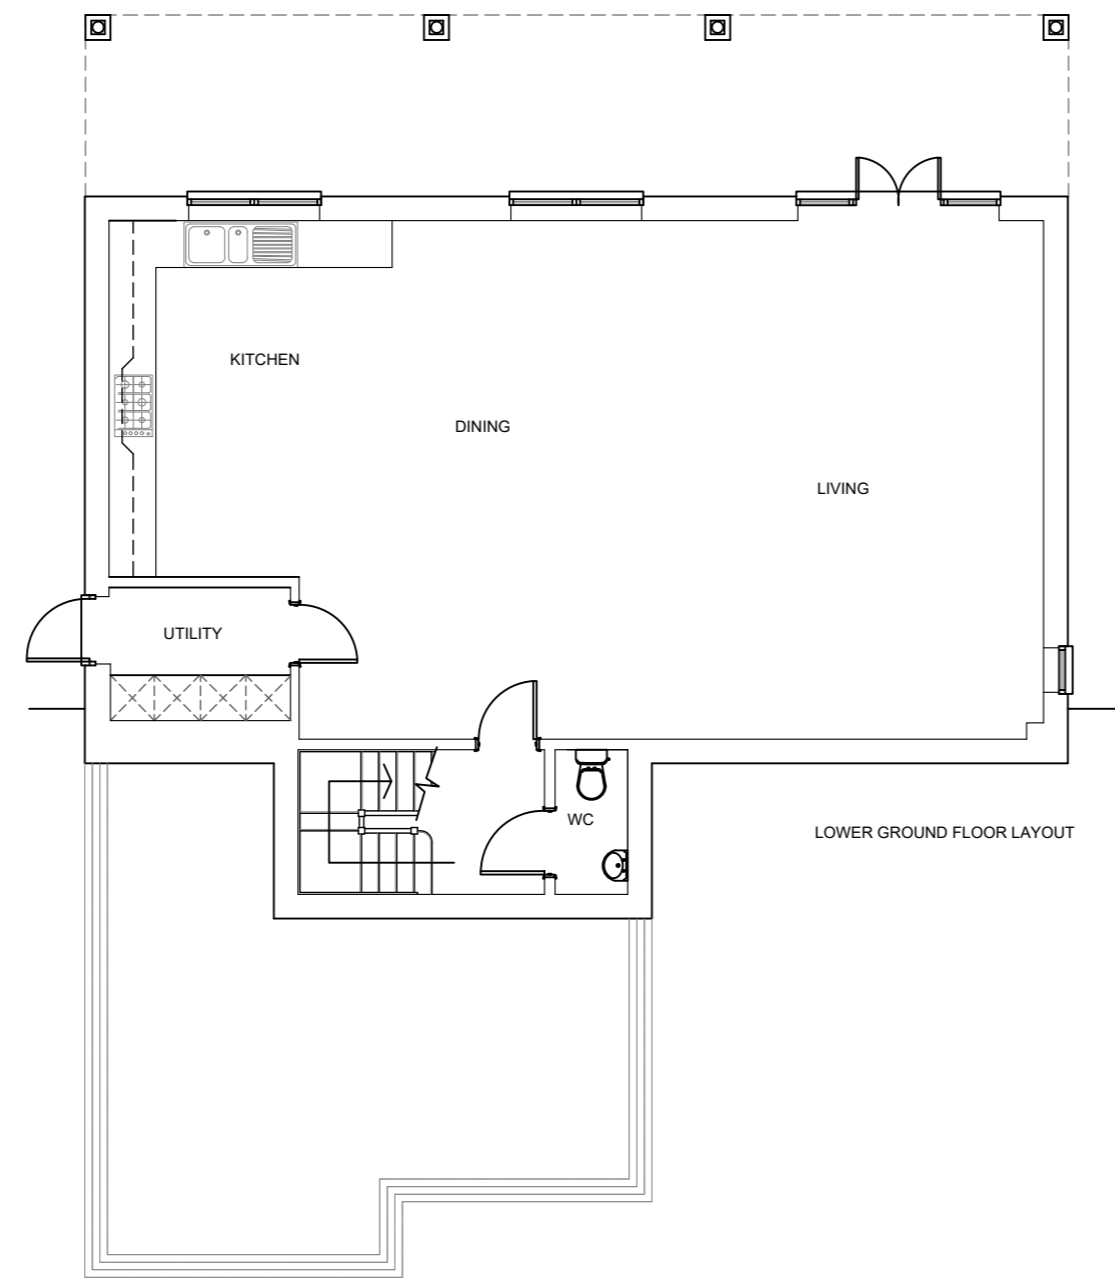 KITCHEN
DINING
LIVING
UTILITY
WC
LOWER GROUND FLOOR LAYOUT